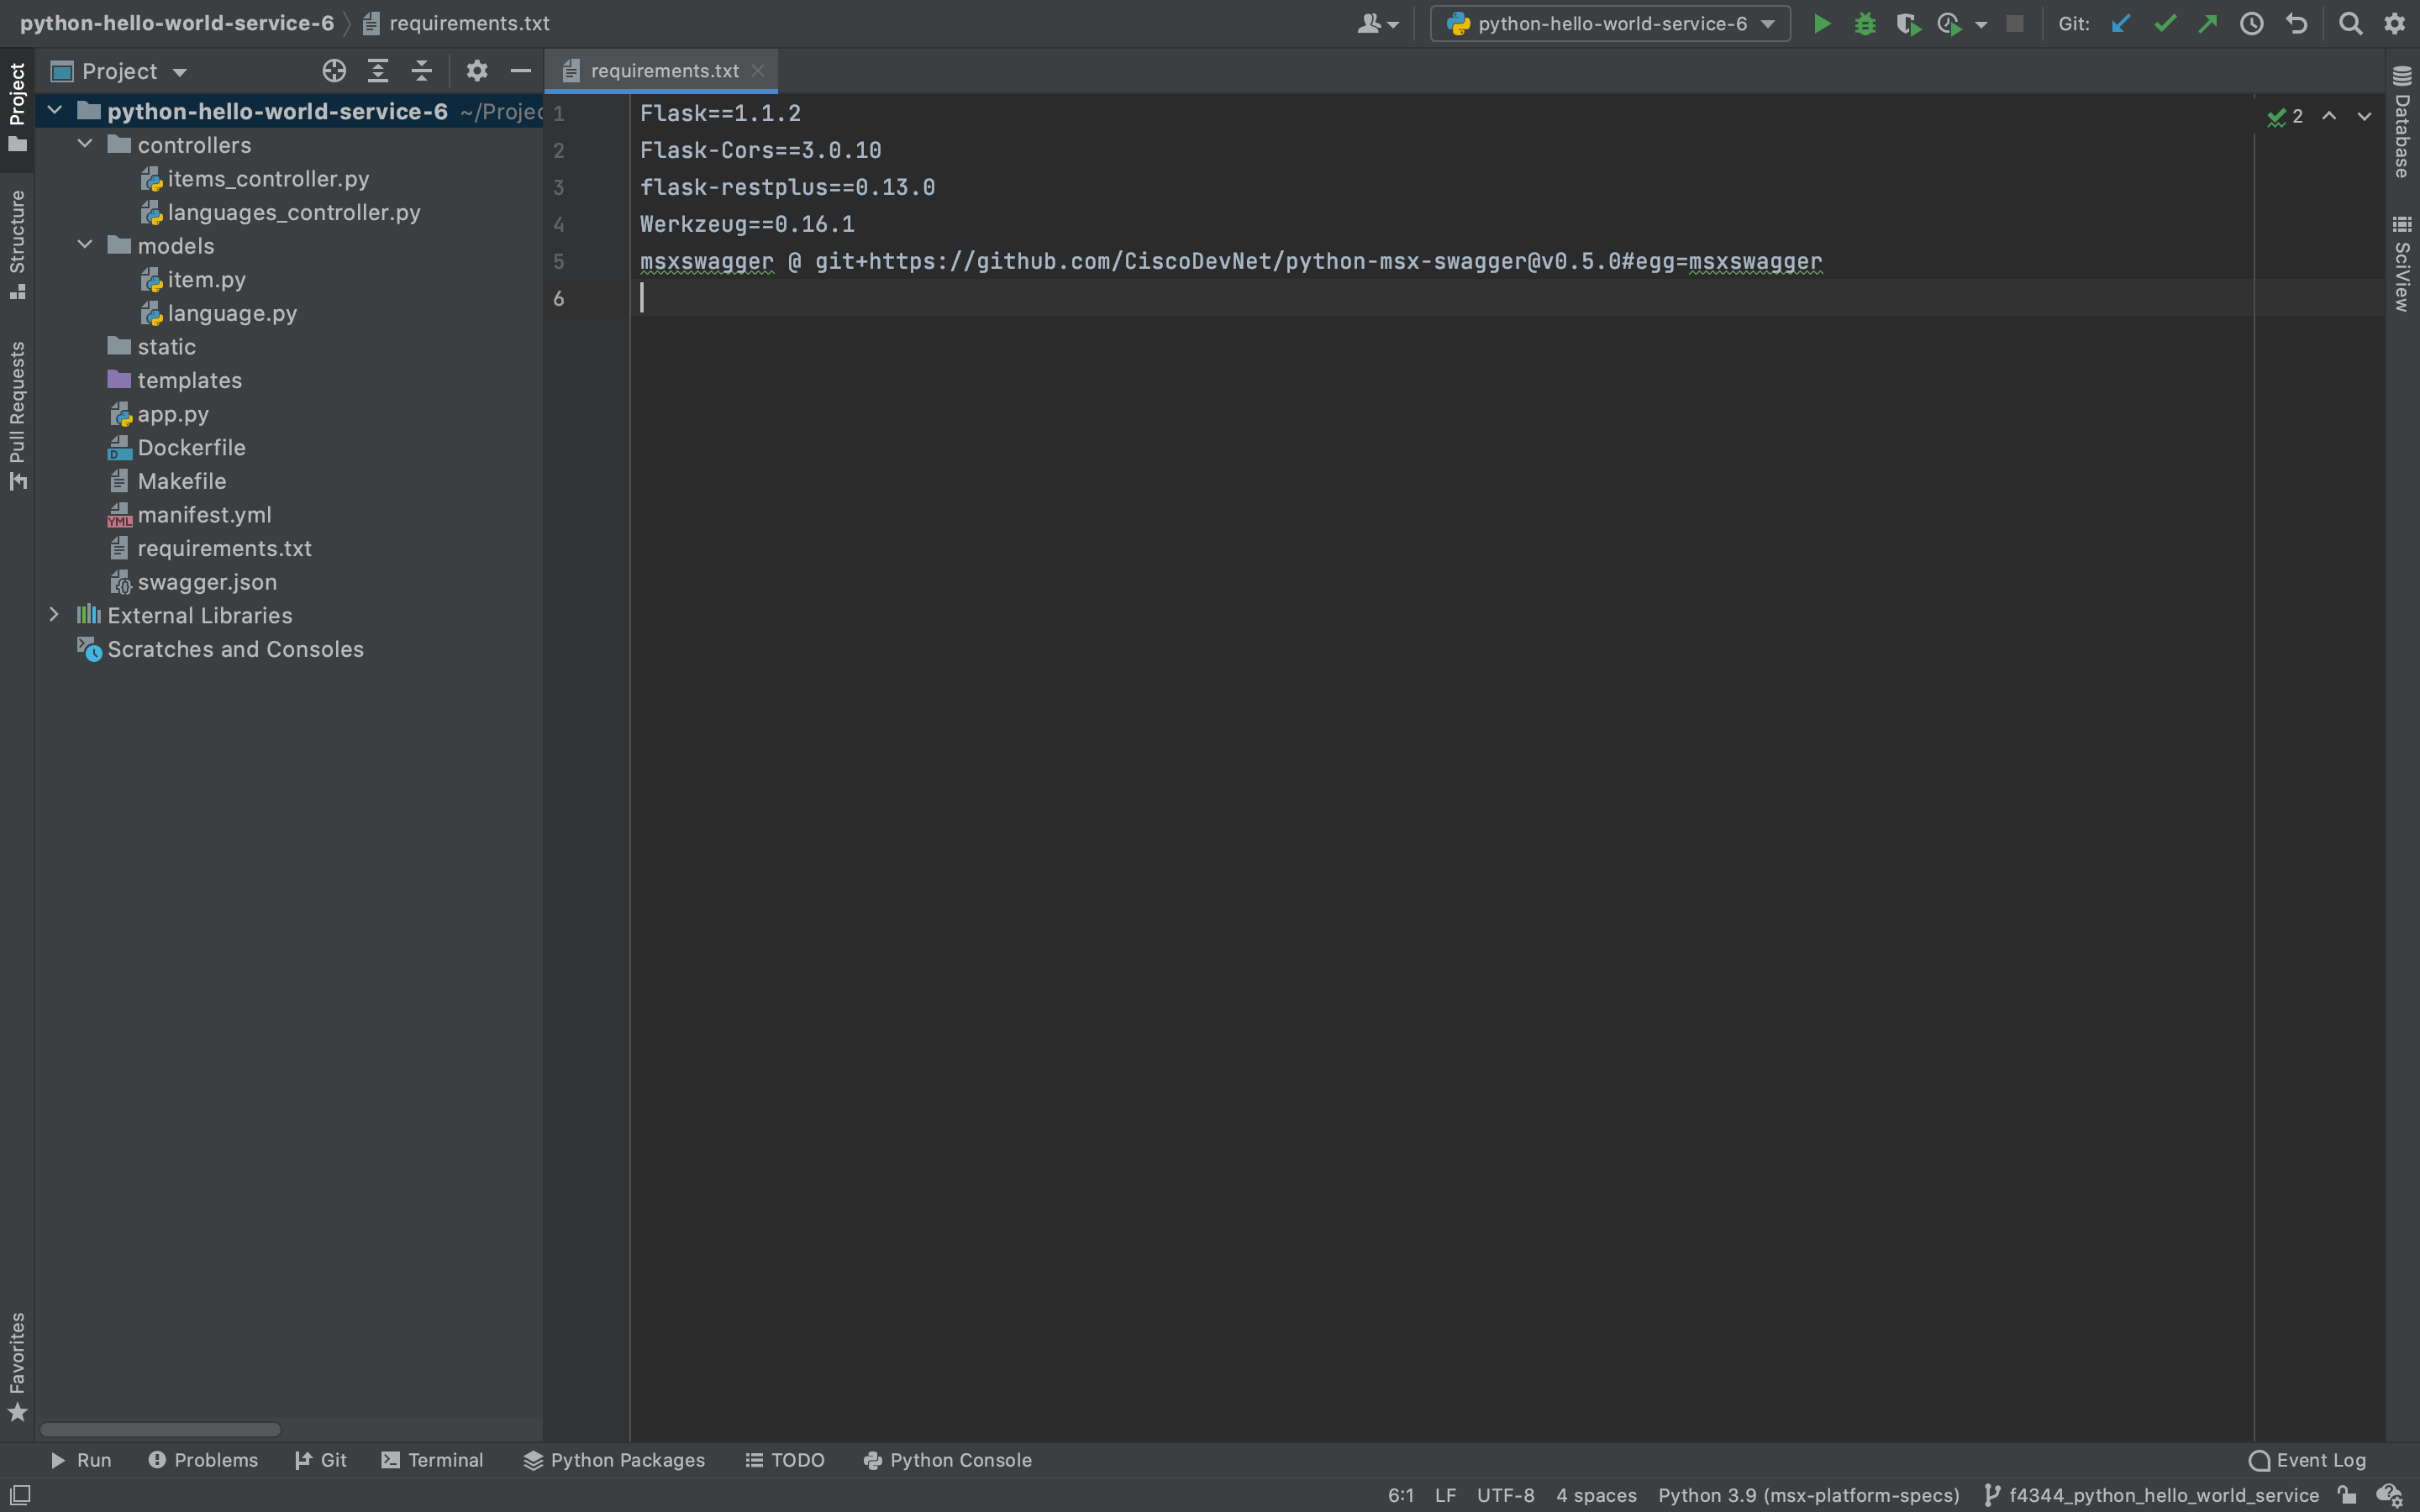 python-hello-world-service-6 requirements.txt
python-hello-world-service-6
Git:
Project
requirements.txt
Project
Structure
Pull Requests
Favorites
python-hello-world-service-6 ~/Projec
controllers
items_controller.py
languages_controller.py
models
item.py
language.py
static
templates
app.py
Dockerfile
Makefile
manifest.yml
requirements.txt
swagger.json
External Libraries
Scratches and Consoles
1 Flask==1.1.2
2 Flask-Cors==3.0.10
3 flask-restplus==0.13.0
4 Werkzeug==0.16.1
5 msxswagger @ git+https://github.com/CiscoDevNet/python-msx-swagger@v0.5.0#egg=msxswagger
6
2
Database
SciView
Run Problems Git Terminal Python Packages TODO Python Console Event Log
6:1 LF UTF-8 4 spaces Python 3.9 (msx-platform-specs) f4344_python_hello_world_service